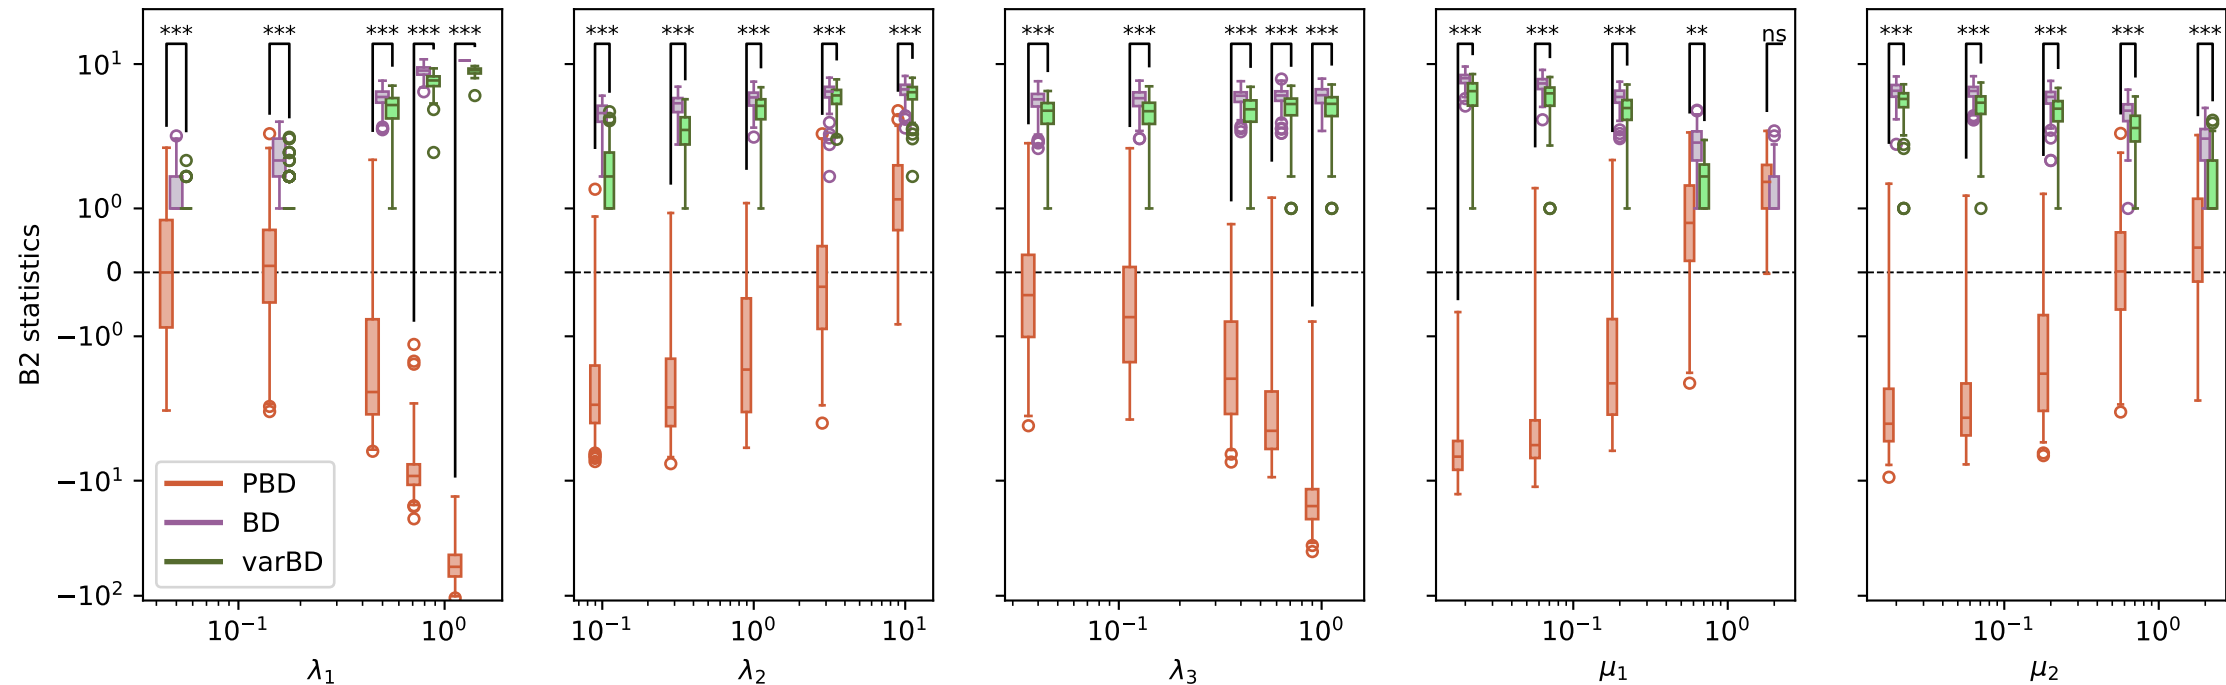 *** *** *** *** ***
*** *** *** *** ***
*** *** *** *** ***
*** *** *** ** ns
*** *** *** *** ***
B2 statistics
10¹
10⁰
0
−10⁰
−10¹
−10²
PBD
BD
varBD
10⁻¹ 10⁰
λ₁
10⁻¹ 10⁰ 10¹
λ₂
10⁻¹ 10⁰
λ₃
10⁻¹ 10⁰
μ₁
10⁻¹ 10⁰
μ₂